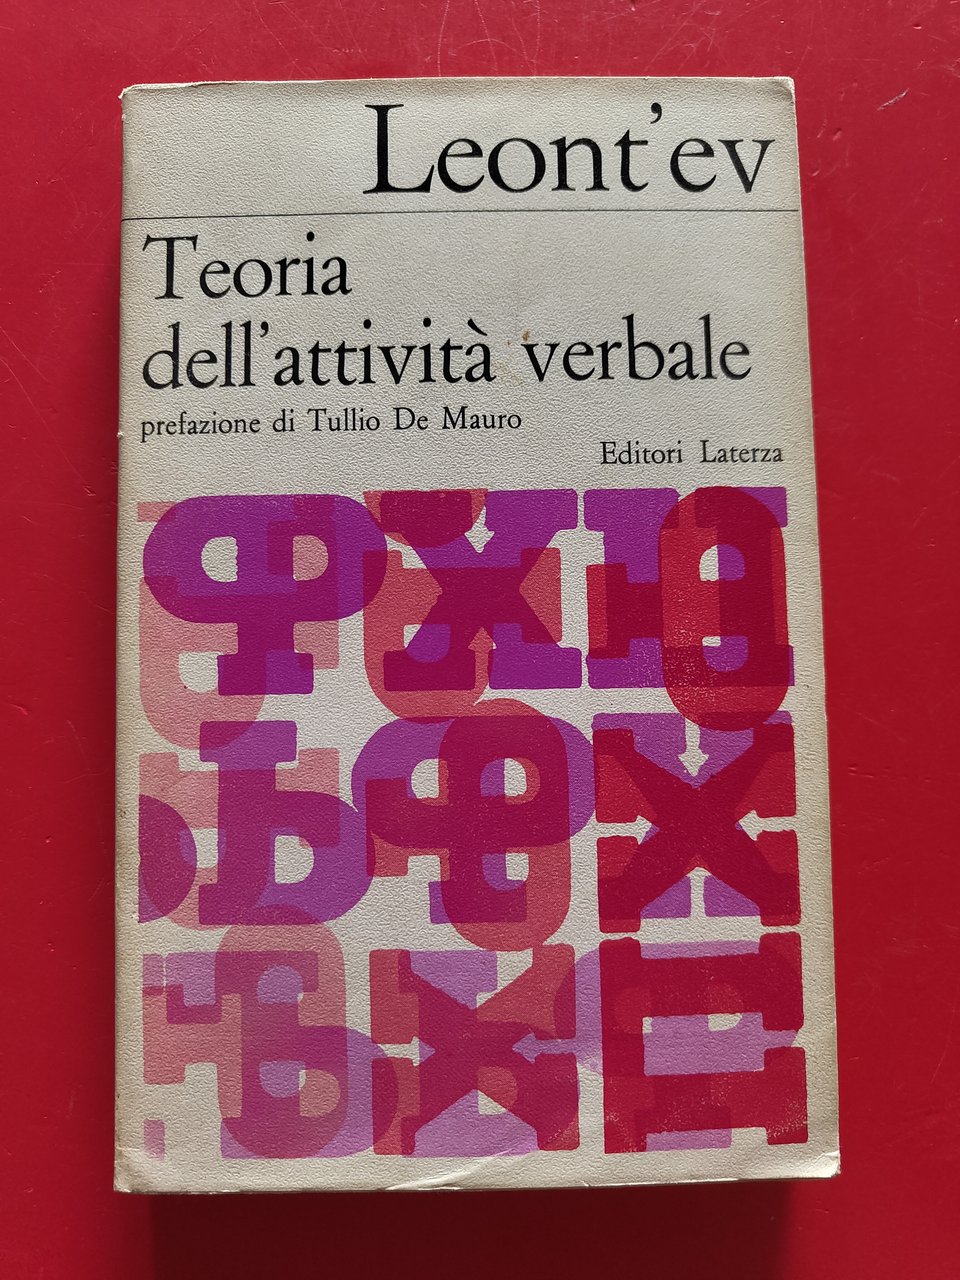 Leont'ev
Teoria
dell'attività verbale
prefazione di Tullio De Mauro
Editori Laterza